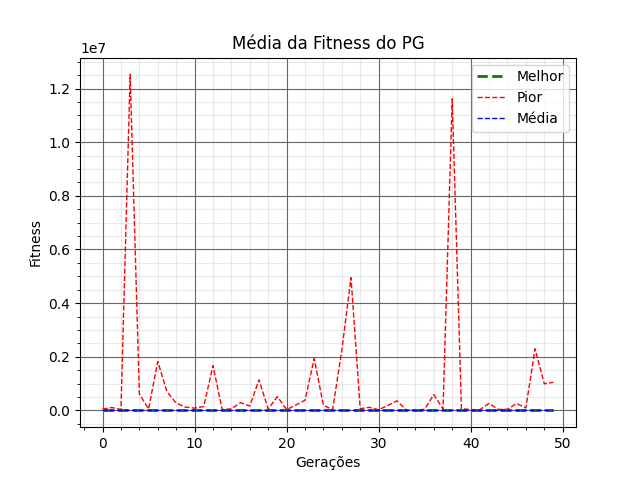 Média da Fitness do PG
1e7
Melhor
Pior
Média
1.2
1.0
0.8
0.6
0.4
0.2
0.0
Fitness
0 10 20 30 40 50
Gerações